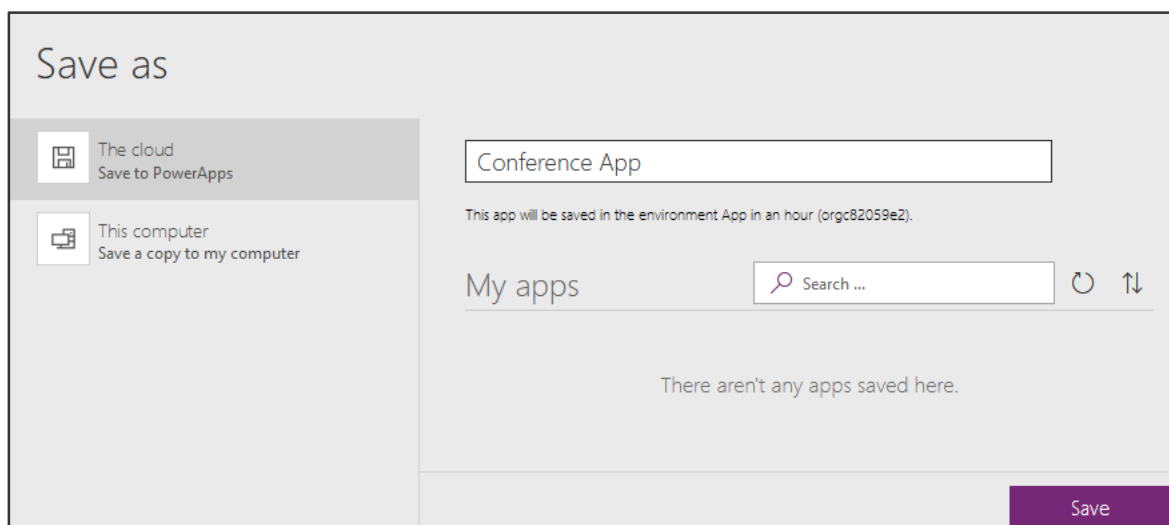 Save as
The cloud
Save to PowerApps
This computer
Save a copy to my computer
Conference App
This app will be saved in the environment App in an hour (orgc82059e2).
My apps
Search ...
There aren't any apps saved here.
Save